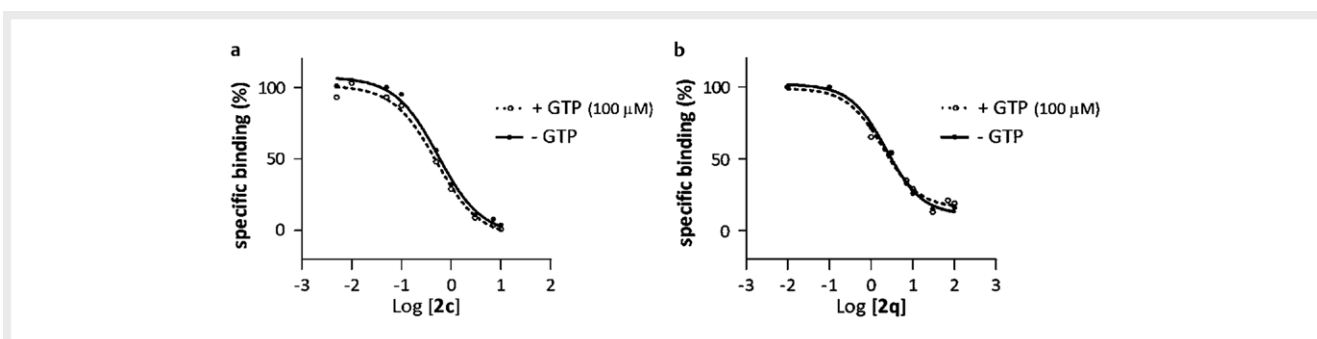 a
specific binding (%)
100
50
0
-3 -2 -1 0 1 2
Log [2c]
+ GTP (100 μM)
- GTP
b
specific binding (%)
100
50
0
-3 -2 -1 0 1 2 3
Log [2q]
+ GTP (100 μM)
- GTP